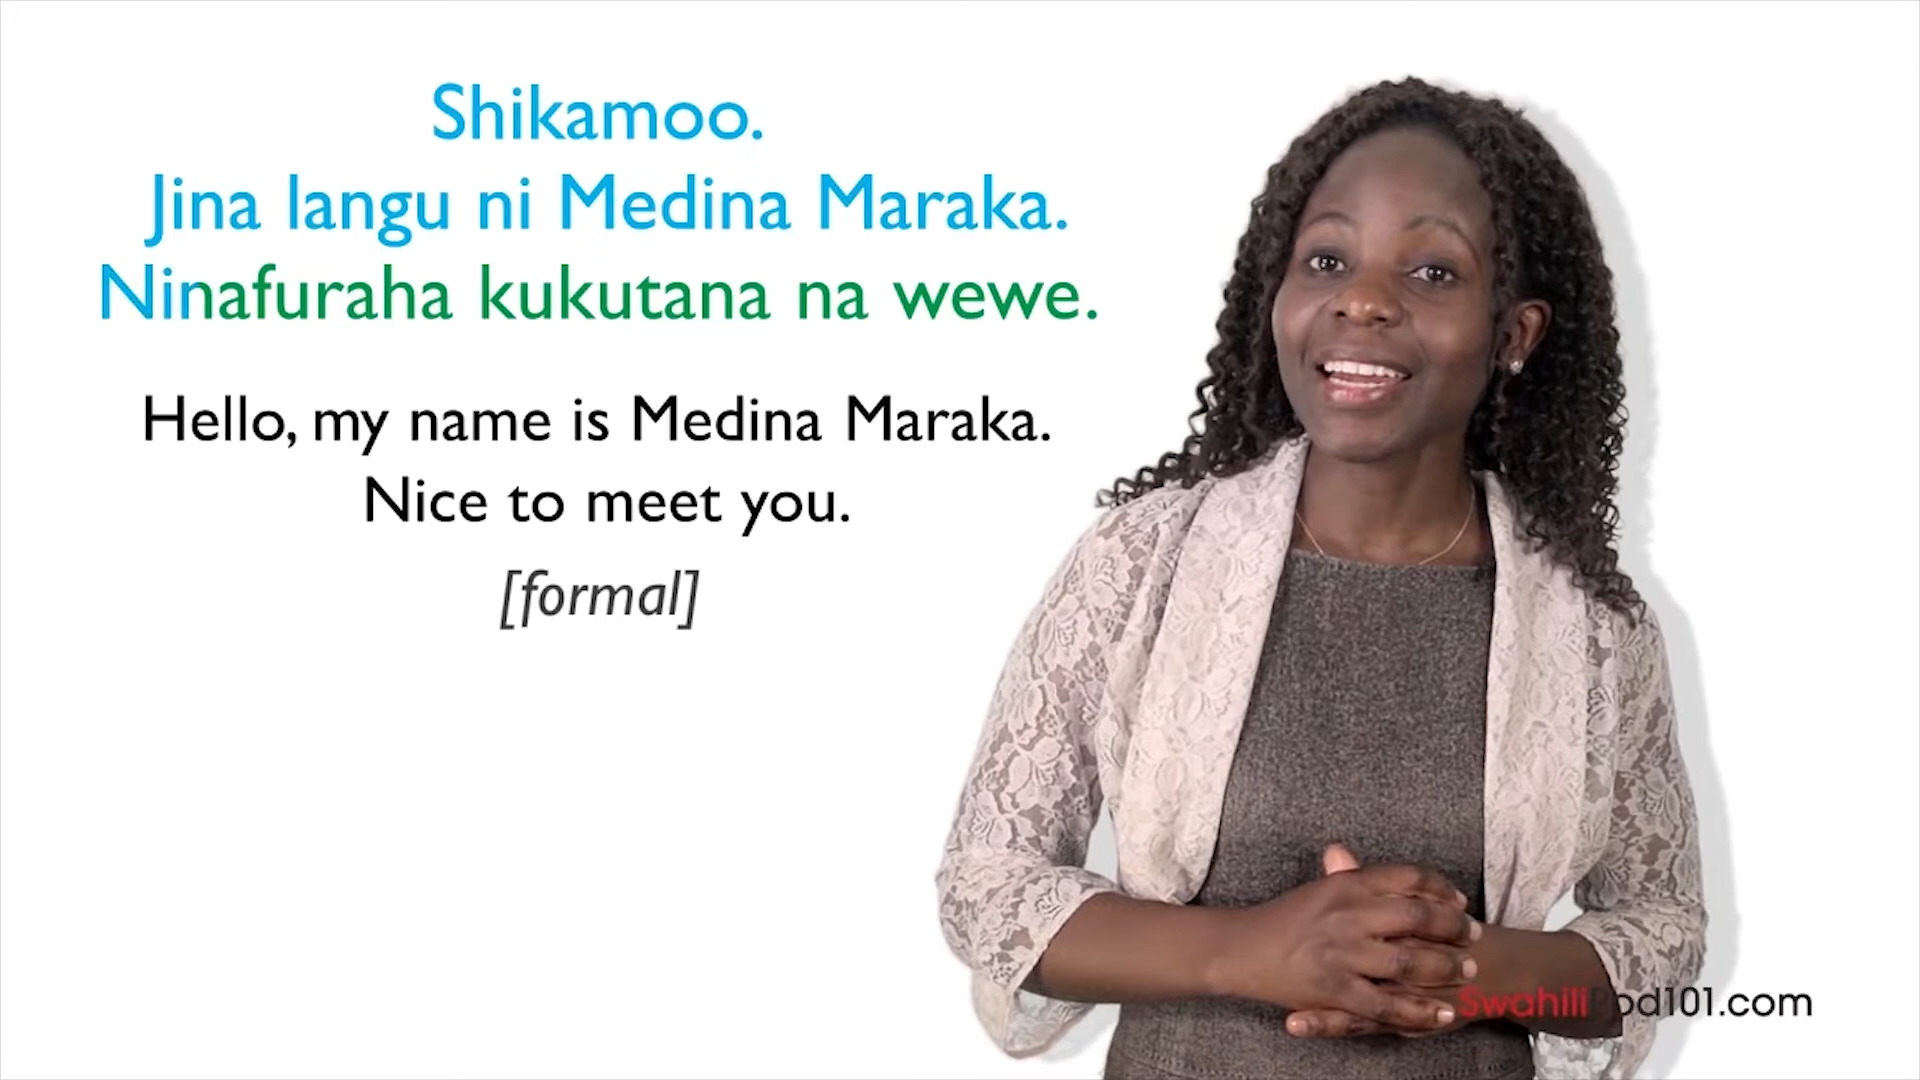 Shikamoo.
Jina langu ni Medina Maraka.
Ninafuraha kukutana na wewe.
Hello, my name is Medina Maraka.
Nice to meet you.
[formal]
SwahiliPod101.com